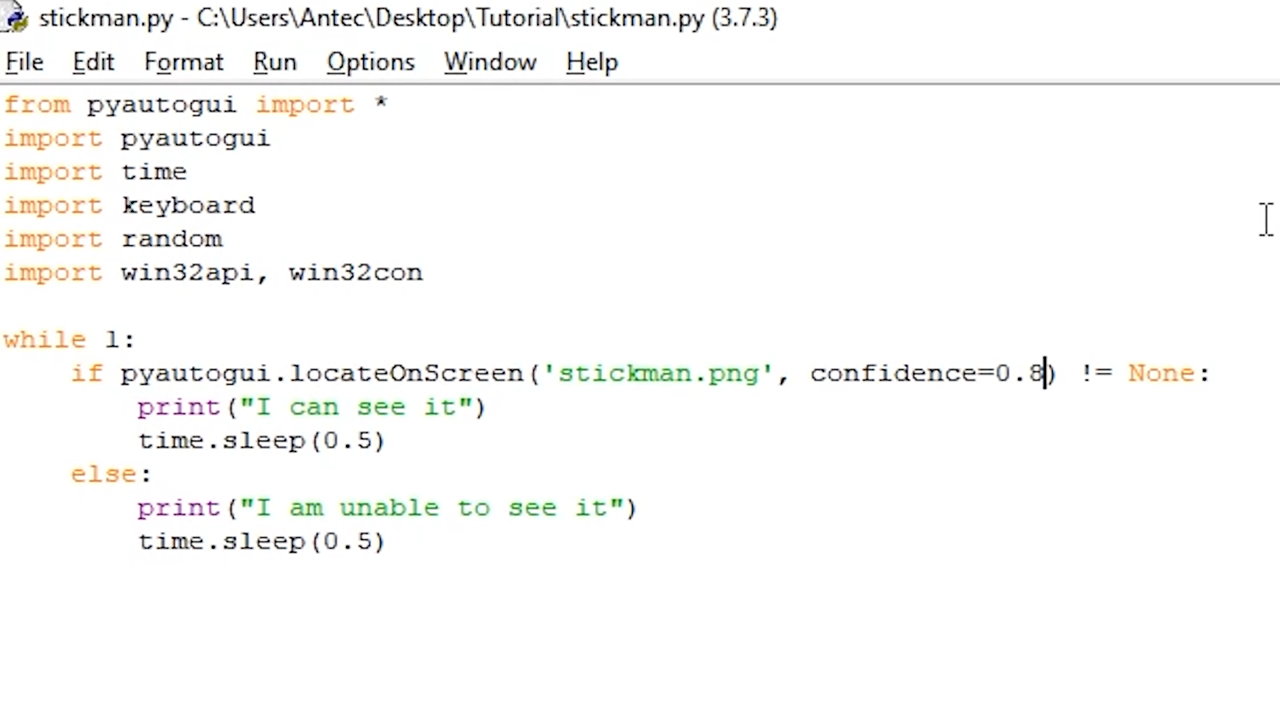 stickman.py - C:\Users\Antec\Desktop\Tutorial\stickman.py (3.7.3)
File Edit Format Run Options Window Help
from pyautogui import *
import pyautogui
import time
import keyboard
import random
import win32api, win32con
while 1:
    if pyautogui.locateOnScreen('stickman.png', confidence=0.8) != None:
        print("I can see it")
        time.sleep(0.5)
    else:
        print("I am unable to see it")
        time.sleep(0.5)